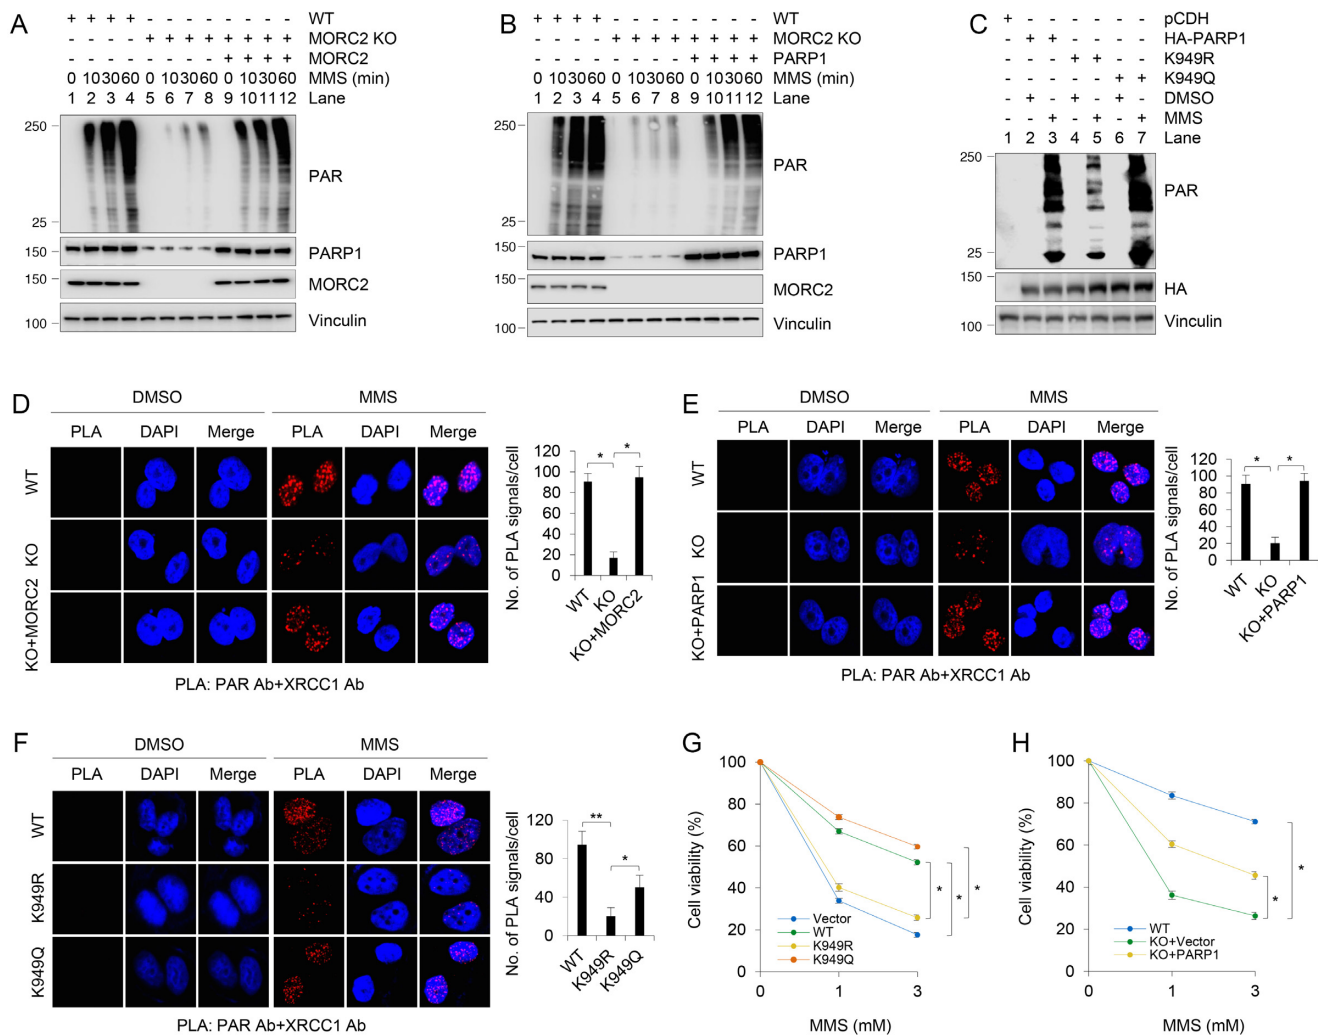 A
+ + + + - - - - - - - - WT
- - - - + + + + + + + + MORC2 KO
- - - - - - - - + + + + MORC2
0 10 30 60 0 10 30 60 0 10 30 60 MMS (min)
1 2 3 4 5 6 7 8 9 10 11 12 Lane
250
PAR
25
150 PARP1
150 MORC2
100 Vinculin
B
+ + + + - - - - - - - - WT
- - - - + + + + + + + + MORC2 KO
- - - - - - - - + + + + PARP1
0 10 30 60 0 10 30 60 0 10 30 60 MMS (min)
1 2 3 4 5 6 7 8 9 10 11 12 Lane
250
PAR
25
150 PARP1
150 MORC2
100 Vinculin
C
+ - - - - - - pCDH
- + + - - - - HA-PARP1
- - - + + - - K949R
- - - - - + + K949Q
- + - + - + - DMSO
- - + - + - + MMS
1 2 3 4 5 6 7 Lane
250
PAR
25
150
HA
100 Vinculin
D
DMSO MMS
PLA DAPI Merge PLA DAPI Merge
WT
KO
KO+MORC2
PLA: PAR Ab+XRCC1 Ab
No. of PLA signals/cell
120
100
80
60
40
20
0
* *
WT KO KO+MORC2
E
DMSO MMS
PLA DAPI Merge PLA DAPI Merge
WT
KO
KO+PARP1
PLA: PAR Ab+XRCC1 Ab
No. of PLA signals/cell
120
100
80
60
40
20
0
* *
WT KO KO+PARP1
F
DMSO MMS
PLA DAPI Merge PLA DAPI Merge
WT
K949R
K949Q
PLA: PAR Ab+XRCC1 Ab
No. of PLA signals/cell
120
80
40
0
** *
WT K949R K949Q
G
Cell viability (%)
100
80
60
40
20
0
* * *
Vector
WT
K949R
K949Q
0 1 3
MMS (mM)
H
Cell viability (%)
100
80
60
40
20
0
* *
WT
KO+Vector
KO+PARP1
0 1 3
MMS (mM)